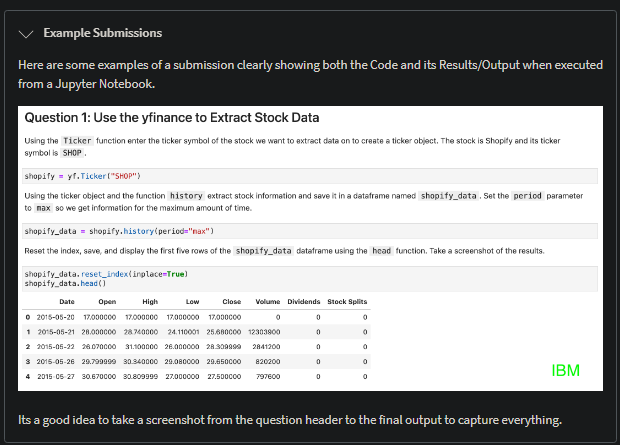 Example Submissions
Here are some examples of a submission clearly showing both the Code and its Results/Output when executed
from a Jupyter Notebook.
Question 1: Use the yfinance to Extract Stock Data
Using the Ticker function enter the ticker symbol of the stock we want to extract data on to create a ticker object. The stock is Shopify and its ticker
symbol is SHOP .
shopify = yf.Ticker("SHOP")
Using the ticker object and the function history extract stock information and save it in a dataframe named shopify_data . Set the period parameter
to max so we get information for the maximum amount of time.
shopify_data = shopify.history(period="max")
Reset the index, save, and display the first five rows of the shopify_data dataframe using the head function. Take a screenshot of the results.
shopify_data.reset_index(inplace=True)
shopify_data.head()
Date Open High Low Close Volume Dividends Stock Splits
0 2015-05-20 17.000000 17.000000 17.000000 17.000000 0 0 0
1 2015-05-21 28.000000 28.740000 24.110001 25.680000 12303900 0 0
2 2015-05-22 26.070000 31.100000 26.000000 28.309999 2841200 0 0
3 2015-05-26 29.799999 30.340000 29.080000 29.650000 820200 0 0
4 2015-05-27 30.670000 30.809999 27.000000 27.500000 797600 0 0
IBM
Its a good idea to take a screenshot from the question header to the final output to capture everything.